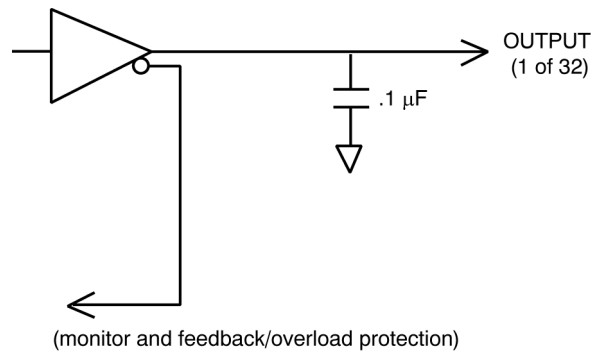 OUTPUT
(1 of 32)
.1 μF
(monitor and feedback/overload protection)